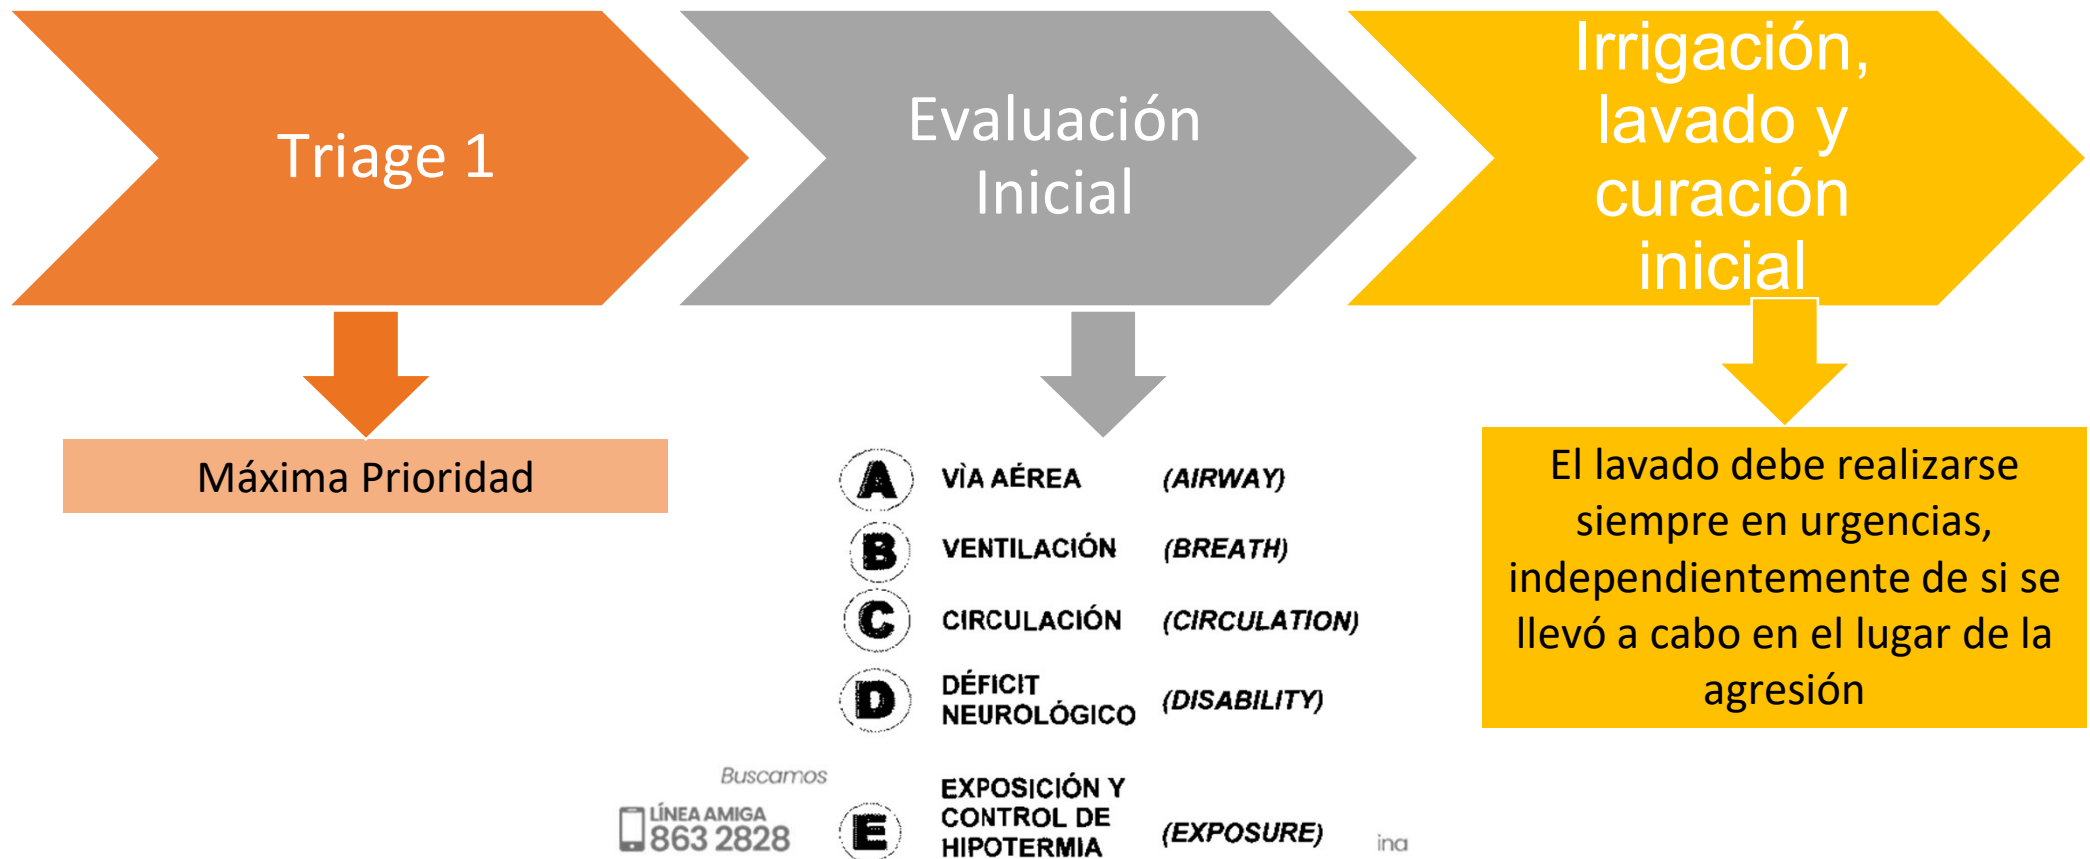 Triage 1
Evaluación
Inicial
Irrigación,
lavado y
curación
inicial
Máxima Prioridad
A VÌA AÉREA (AIRWAY)
B VENTILACIÓN (BREATH)
C CIRCULACIÓN (CIRCULATION)
D DÉFICIT
NEUROLÓGICO (DISABILITY)
E EXPOSICIÓN Y
CONTROL DE
HIPOTERMIA (EXPOSURE)
El lavado debe realizarse
siempre en urgencias,
independientemente de si se
llevó a cabo en el lugar de la
agresión
Buscamos
LÍNEA AMIGA
863 2828